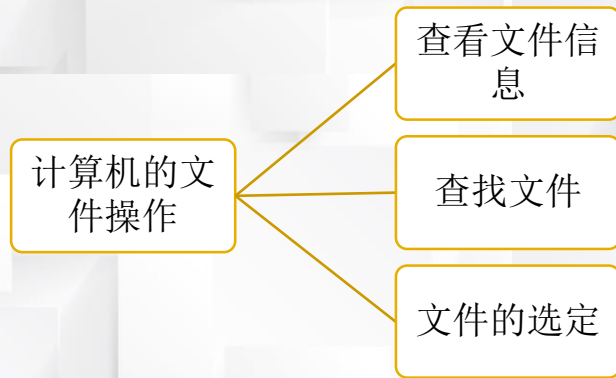 计算机的文
件操作
查看文件信
息
查找文件
文件的选定